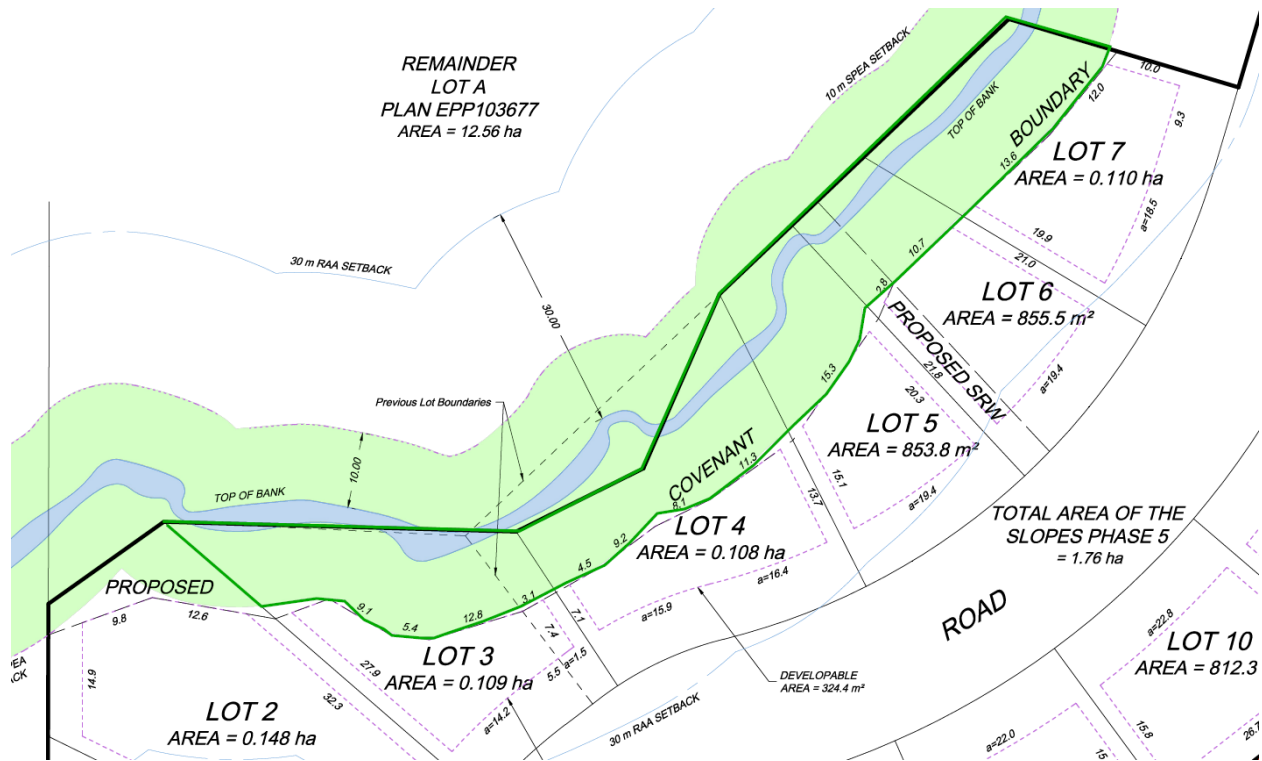 REMAINDER
LOT A
PLAN EPP103677
AREA = 12.56 ha
10 m SPEA SETBACK
TOP OF BANK
BOUNDARY
10.0
12.0
9.3
13.6
LOT 7
AREA = 0.110 ha
a=18.5
19.9
30 m RAA SETBACK
30.00
10.7
21.0
2.8
LOT 6
AREA = 855.5 m²
PROPOSED SRW
21.8
a=19.4
15.3
20.3
Previous Lot Boundaries
LOT 5
AREA = 853.8 m²
COVENANT
11.3
15.1
a=19.4
10.00
TOP OF BANK
8.1
13.7
LOT 4
AREA = 0.108 ha
9.2
a=16.4
a=15.9
TOTAL AREA OF THE
SLOPES PHASE 5
= 1.76 ha
PROPOSED
9.8
12.6
9.1
5.4
12.8
3.1
4.5
7.1
7.4
a=1.5
5.5
LOT 3
AREA = 0.109 ha
27.9
a=14.2
ROAD
a=22.8
LOT 10
AREA = 812.3
DEVELOPABLE
AREA = 324.4 m²
PEA
ACK
14.9
32.3
LOT 2
AREA = 0.148 ha
30 m RAA SETBACK
a=22.0
15
15.8
26.7